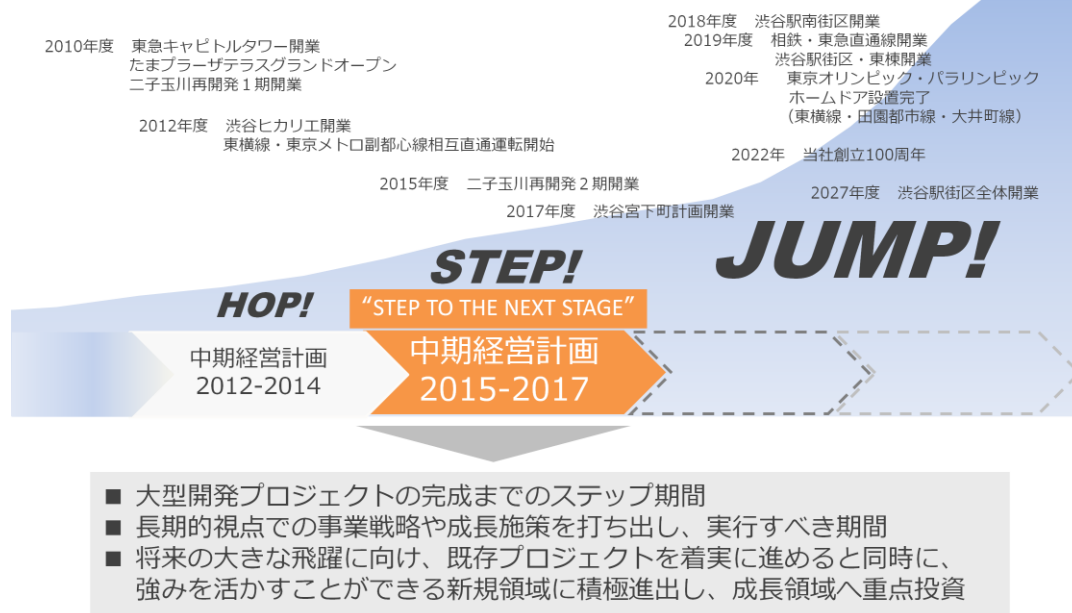 2010年度 東急キャピトルタワー開業
たまプラーザテラスグランドオープン
二子玉川再開発１期開業
2012年度 渋谷ヒカリエ開業
東横線・東京メトロ副都心線相互直通運転開始
2015年度 二子玉川再開発２期開業
2017年度 渋谷宮下町計画開業
2018年度 渋谷駅南街区開業
2019年度 相鉄・東急直通線開業
渋谷駅街区・東棟開業
2020年 東京オリンピック・パラリンピック
ホームドア設置完了
（東横線・田園都市線・大井町線）
2022年 当社創立100周年
2027年度 渋谷駅街区全体開業
HOP!
STEP!
JUMP!
“STEP TO THE NEXT STAGE”
中期経営計画
2012-2014
中期経営計画
2015-2017
■ 大型開発プロジェクトの完成までのステップ期間
■ 長期的視点での事業戦略や成長施策を打ち出し、実行すべき期間
■ 将来の大きな飛躍に向け、既存プロジェクトを着実に進めると同時に、
強みを活かすことができる新規領域に積極進出し、成長領域へ重点投資